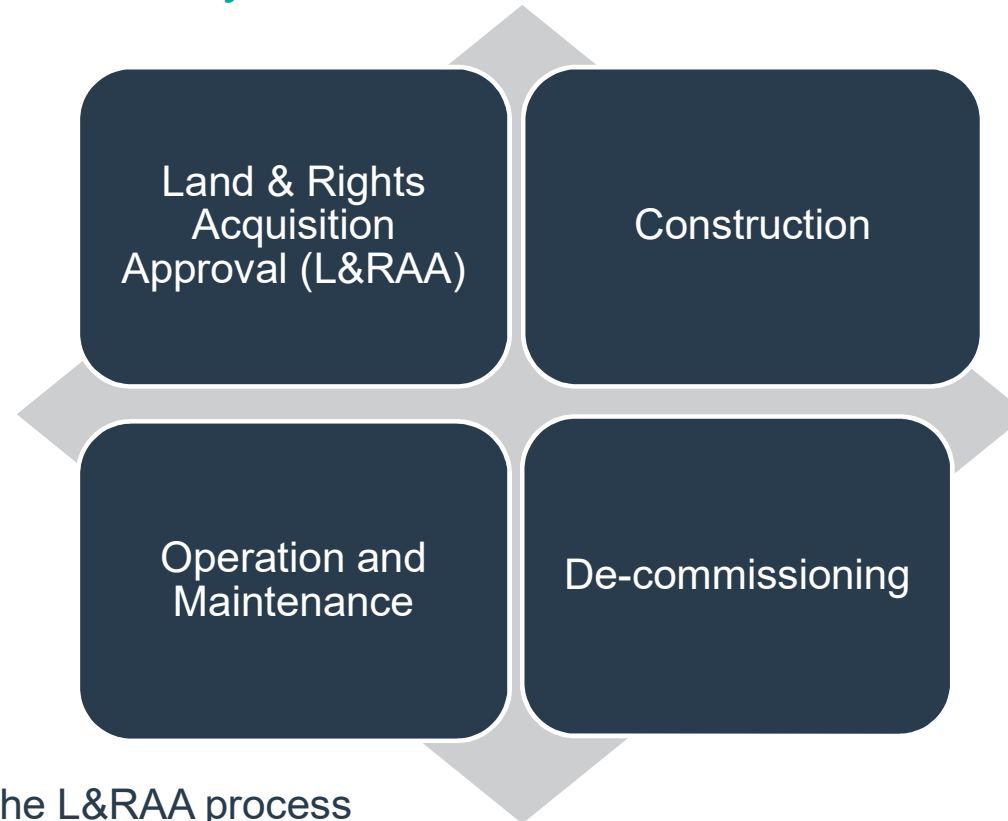 Land & Rights
Acquisition
Approval (L&RAA)
Construction
Operation and
Maintenance
De-commissioning
he L&RAA process